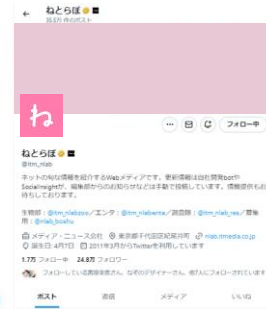 ねとらぼ
16.5万 件のポスト
ね
フォロー中
ねとらぼ
@itm_nlab
ネットの旬な情報を紹介するWebメディアです。更新情報は自社開発botや
SocialInsightが、編集部からのお知らせなどは手動で投稿しています。情報提供もお
待ちしております。
生物部：@itm_nlabzoo／エンタ：@itm_nlabenta／調査隊：@itm_nlab_res／募集
用：@nlab_boshu
メディア・ニュース会社 東京都千代田区紀尾井町 nlab.itmedia.co.jp
誕生日: 4月7日 2011年3月からTwitterを利用しています
1.7万 フォロー中 24.8万 フォロワー
ポスト 返信 メディア いいね